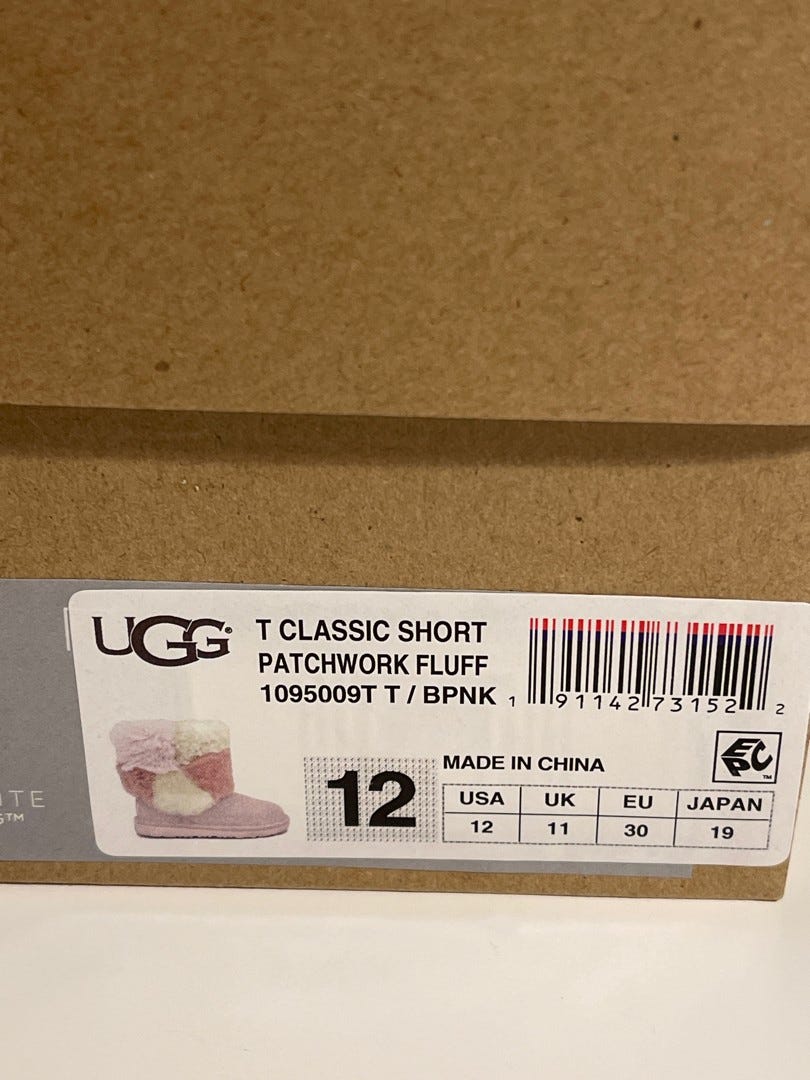 UGG®
T CLASSIC SHORT
PATCHWORK FLUFF
1095009T T / BPNK
1 91142 73152 2
EPC™
MADE IN CHINA
12
USA UK EU JAPAN
12 11 30 19